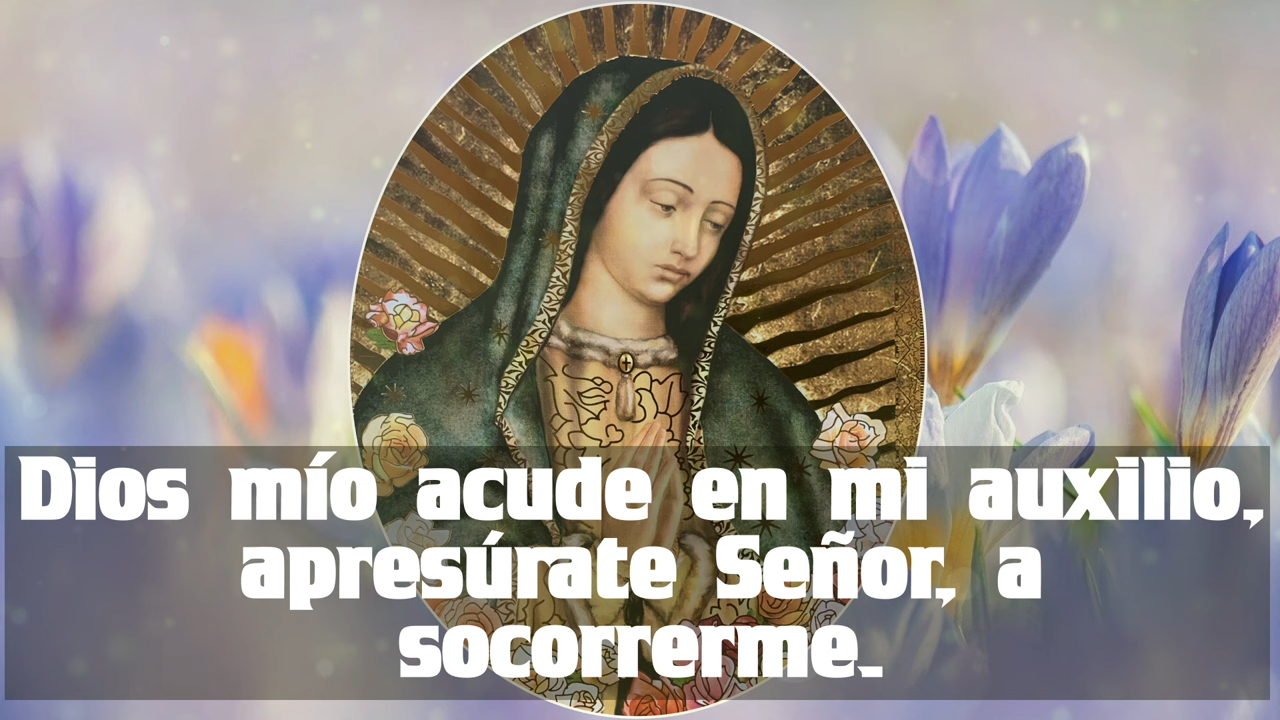 Dios mío acude en mi auxilio,
apresúrate Señor, a
socorrerme.